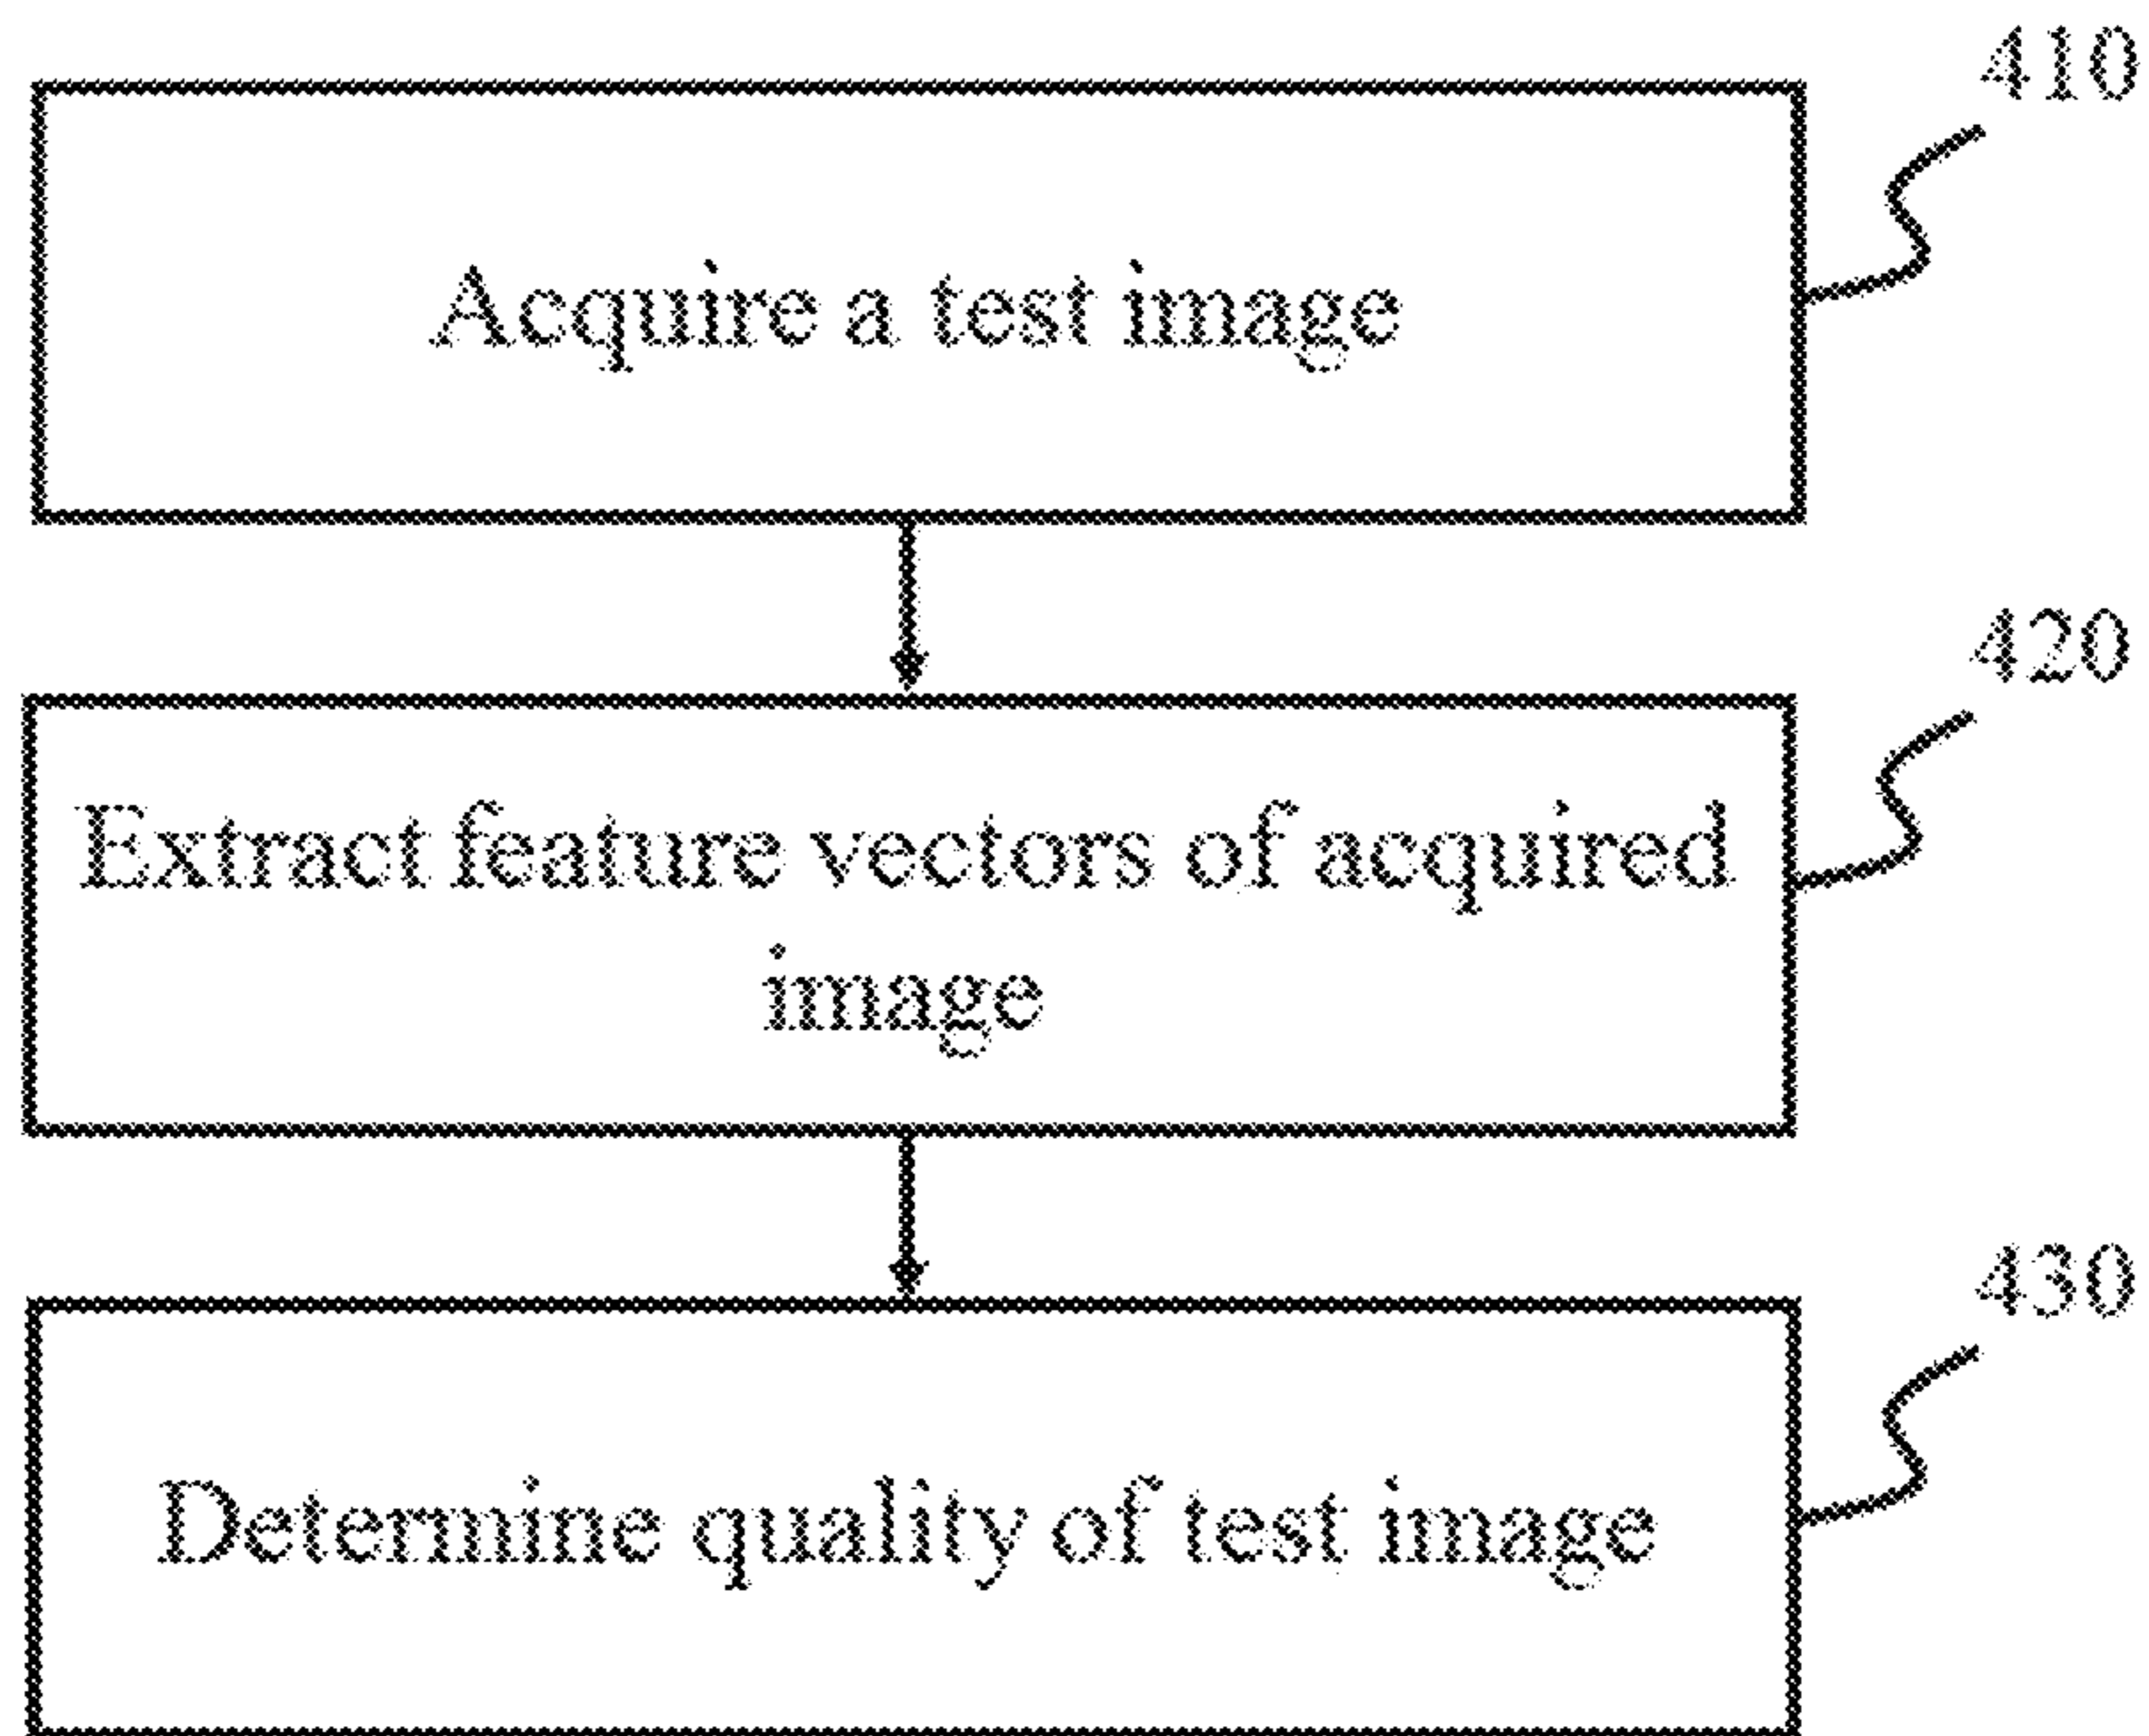 410
Acquire a test image
420
Extract feature vectors of acquired
image
430
Determine quality of test image